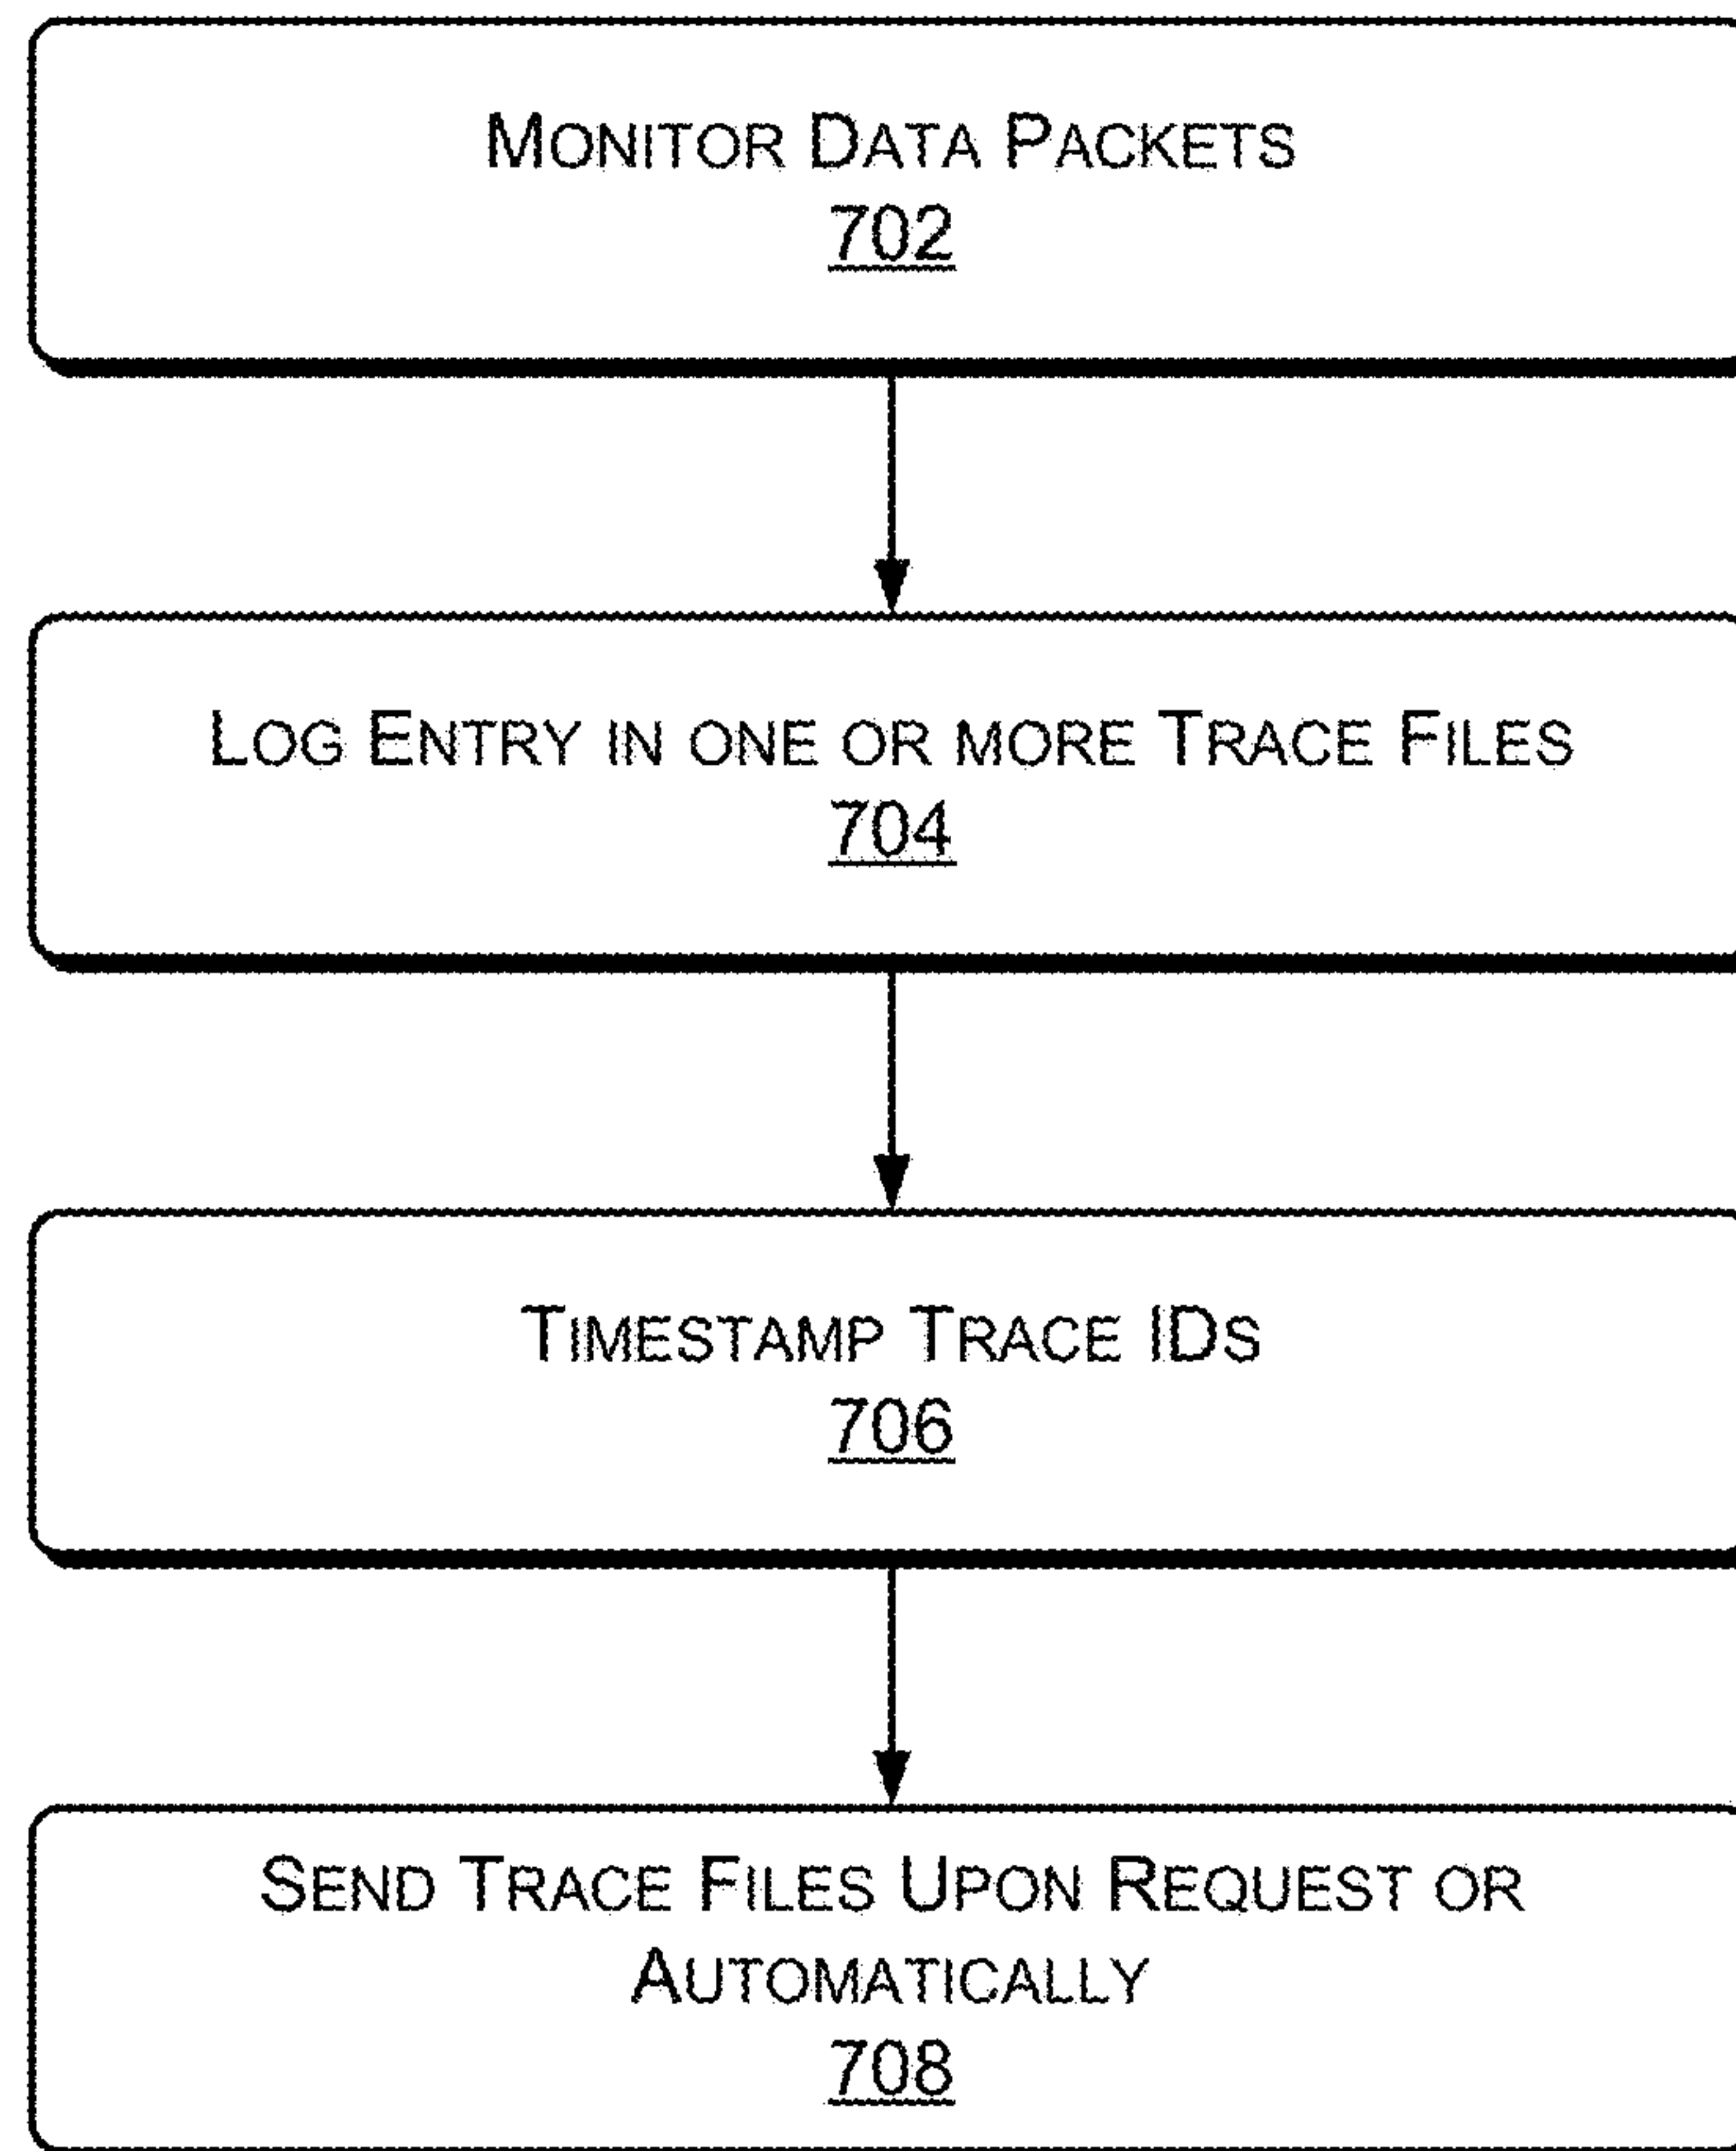 MONITOR DATA PACKETS
702
LOG ENTRY IN ONE OR MORE TRACE FILES
704
TIMESTAMP TRACE IDS
706
SEND TRACE FILES UPON REQUEST OR
AUTOMATICALLY
708